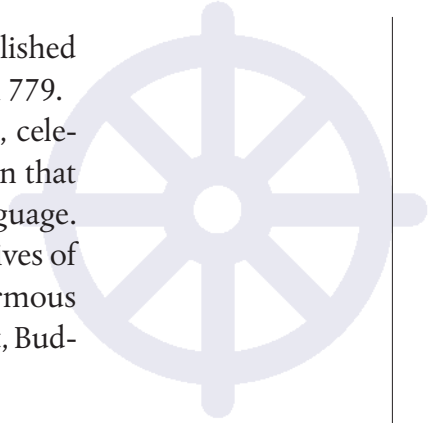 lished
779.
, cele-
n that
guage.
ves of
rmous
, Bud-